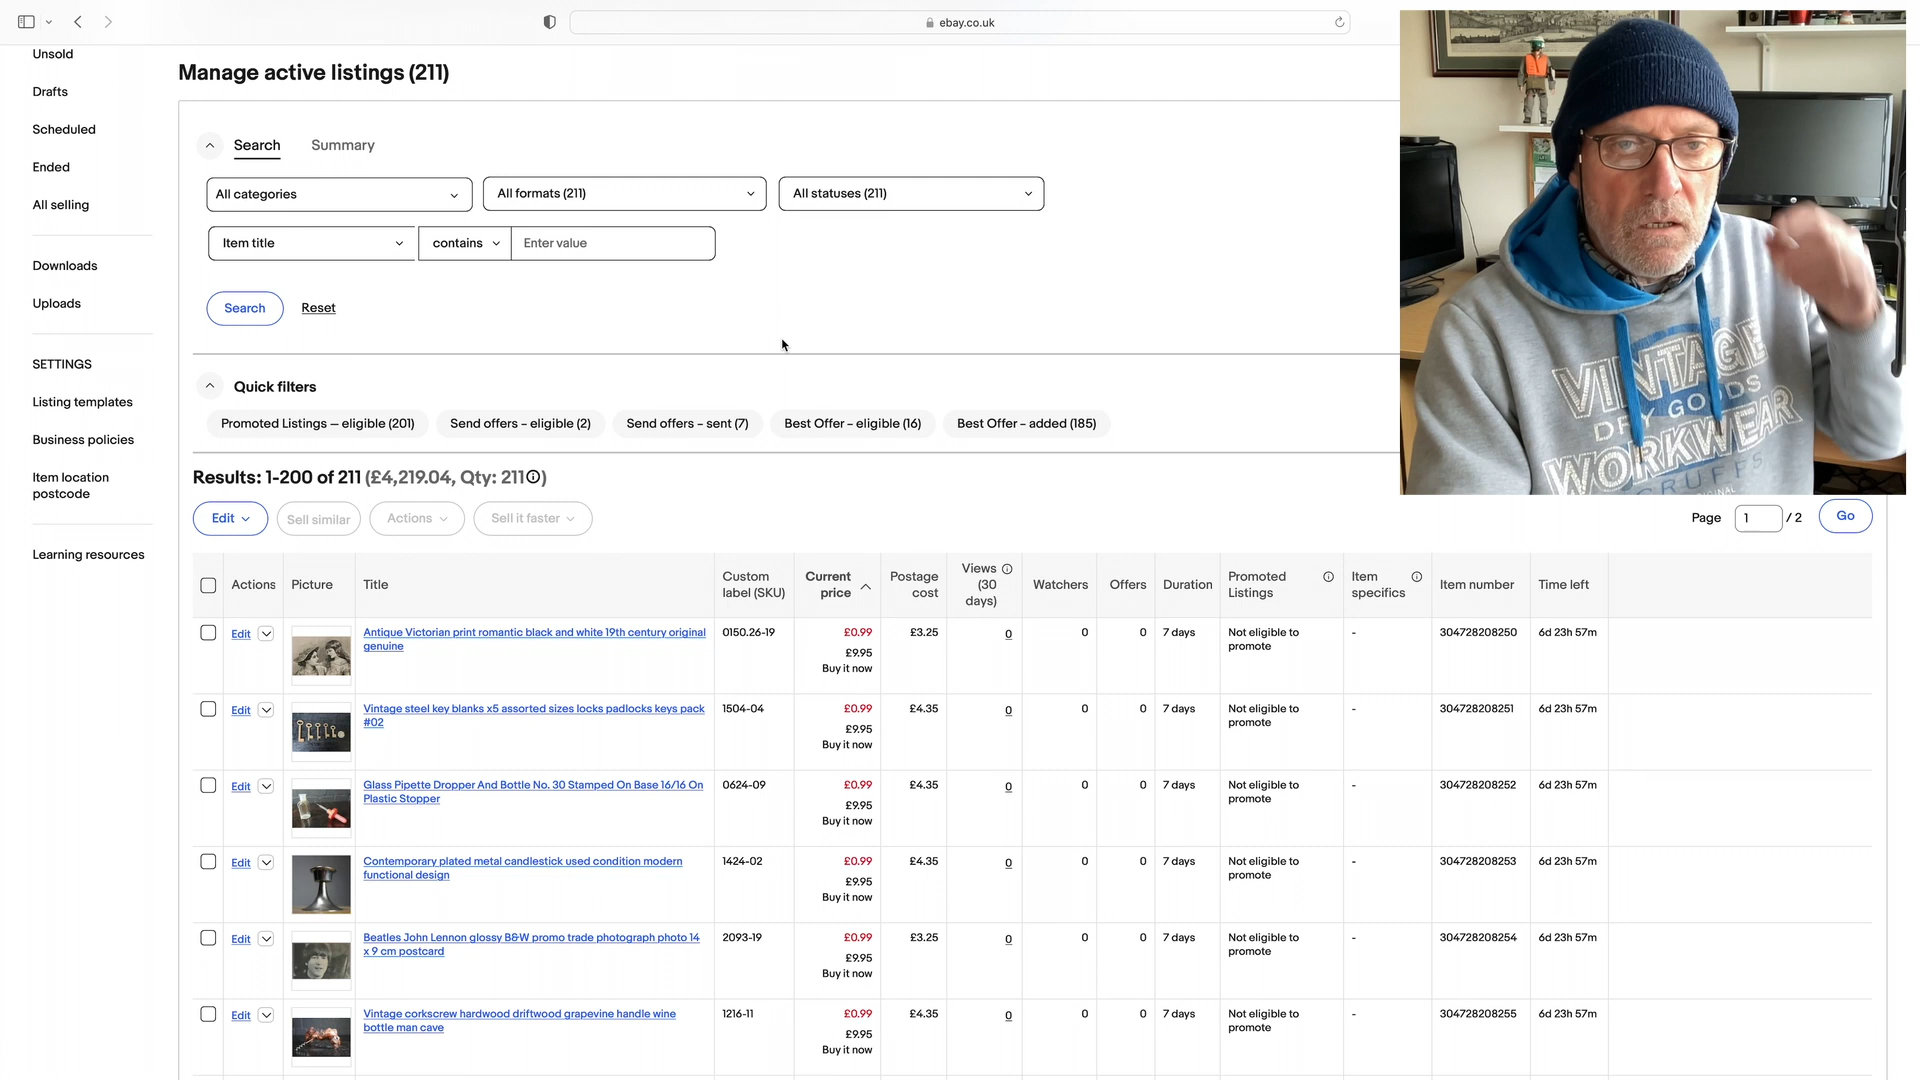 ebay.co.uk
Unsold
Drafts
Scheduled
Ended
All selling
Downloads
Uploads
SETTINGS
Listing templates
Business policies
Item location
postcode
Learning resources
Manage active listings (211)
Search Summary
All categories All formats (211) All statuses (211)
Item title contains Enter value
Search Reset
Quick filters
Promoted Listings – eligible (201) Send offers – eligible (2) Send offers – sent (7) Best Offer – eligible (16) Best Offer – added (185)
Results: 1-200 of 211 (£4,219.04, Qty: 211)
Edit Sell similar Actions Sell it faster
Page 1 / 2 Go
Actions Picture Title Custom label (SKU) Current price Postage cost Views (30 days) Watchers Offers Duration Promoted Listings Item specifics Item number Time left
Edit Antique Victorian print romantic black and white 19th century original 0150.26-19 £0.99 £3.25 0 0 0 7 days Not eligible to - 304728208250 6d 23h 57m
genuine £9.95 promote
Buy it now
Edit Vintage steel key blanks x5 assorted sizes locks padlocks keys pack 1504-04 £0.99 £4.35 0 0 0 7 days Not eligible to - 304728208251 6d 23h 57m
#02 £9.95 promote
Buy it now
Edit Glass Pipette Dropper And Bottle No. 30 Stamped On Base 16/16 On 0624-09 £0.99 £4.35 0 0 0 7 days Not eligible to - 304728208252 6d 23h 57m
Plastic Stopper £9.95 promote
Buy it now
Edit Contemporary plated metal candlestick used condition modern 1424-02 £0.99 £4.35 0 0 0 7 days Not eligible to - 304728208253 6d 23h 57m
functional design £9.95 promote
Buy it now
Edit Beatles John Lennon glossy B&W promo trade photograph photo 14 2093-19 £0.99 £3.25 0 0 0 7 days Not eligible to - 304728208254 6d 23h 57m
x 9 cm postcard £9.95 promote
Buy it now
Edit Vintage corkscrew hardwood driftwood grapevine handle wine 1216-11 £0.99 £4.35 0 0 0 7 days Not eligible to - 304728208255 6d 23h 57m
bottle man cave £9.95 promote
Buy it now
VINTAGE
DRY GOODS
WORKWEAR
SCRUFFS